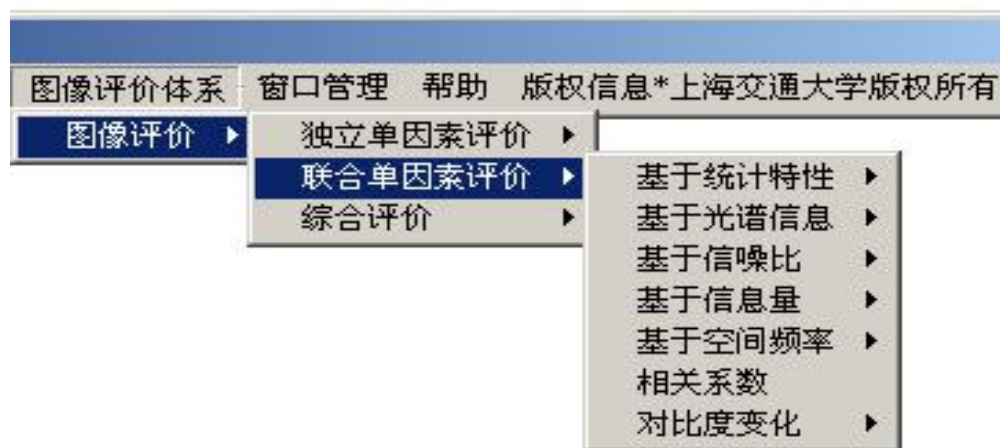 图像评价体系 窗口管理 帮助 版权信息*上海交通大学版权所有
图像评价
独立单因素评价
联合单因素评价
综合评价
基于统计特性
基于光谱信息
基于信噪比
基于信息量
基于空间频率
相关系数
对比度变化